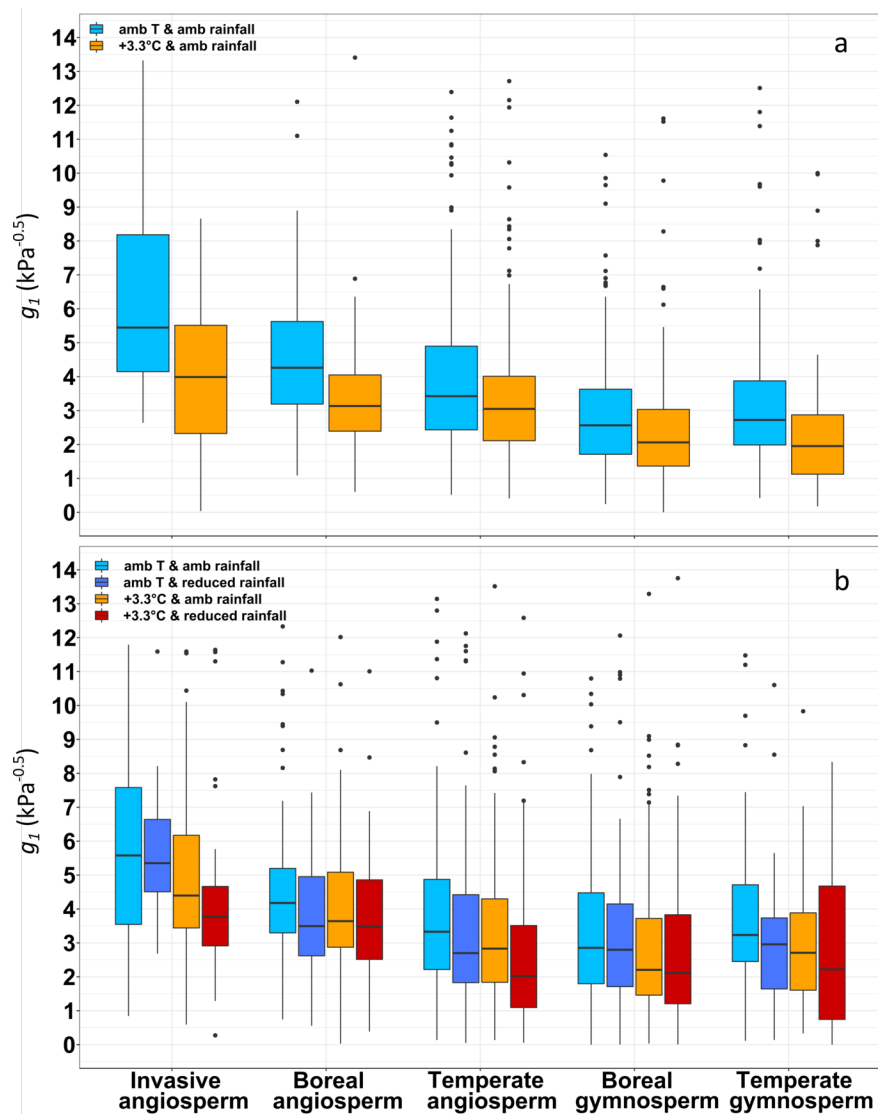 a
amb T & amb rainfall
+3.3°C & amb rainfall
14
13
12
11
10
9
8
7
6
5
4
3
2
1
0
g1 (kPa-0.5)
b
amb T & amb rainfall
amb T & reduced rainfall
+3.3°C & amb rainfall
+3.3°C & reduced rainfall
14
13
12
11
10
9
8
7
6
5
4
3
2
1
0
g1 (kPa-0.5)
Invasive
angiosperm
Boreal
angiosperm
Temperate
angiosperm
Boreal
gymnosperm
Temperate
gymnosperm